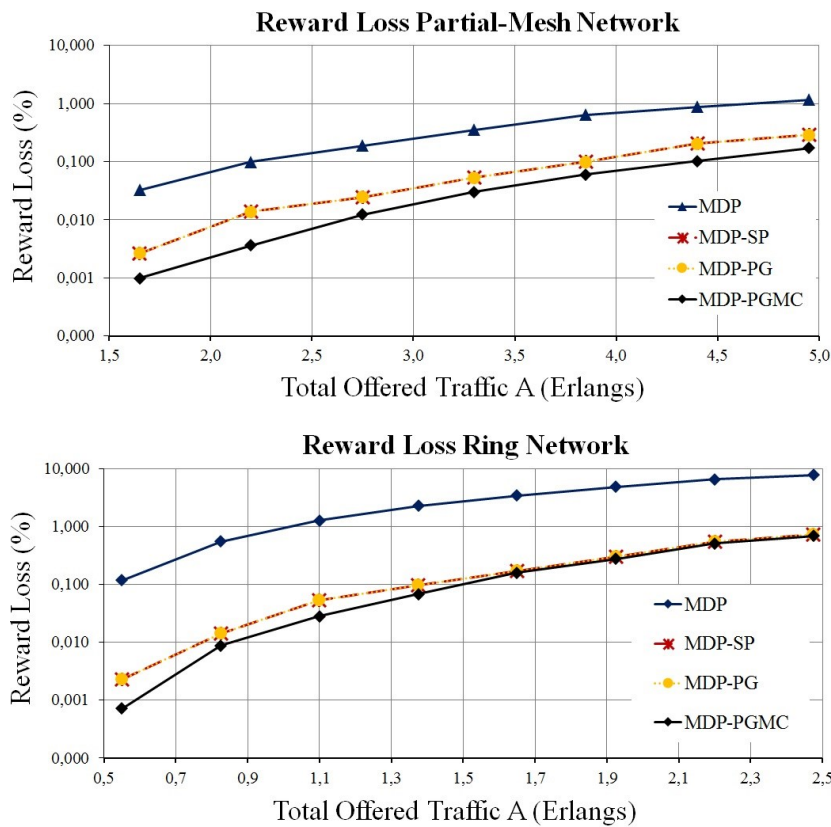 Reward Loss Partial-Mesh Network
10,000
1,000
0,100
0,010
0,001
0,000
Reward Loss (%)
MDP
MDP-SP
MDP-PG
MDP-PGMC
1,5 2,0 2,5 3,0 3,5 4,0 4,5 5,0
Total Offered Traffic A (Erlangs)
Reward Loss Ring Network
10,000
1,000
0,100
0,010
0,001
0,000
Reward Loss (%)
MDP
MDP-SP
MDP-PG
MDP-PGMC
0,5 0,7 0,9 1,1 1,3 1,5 1,7 1,9 2,1 2,3 2,5
Total Offered Traffic A (Erlangs)